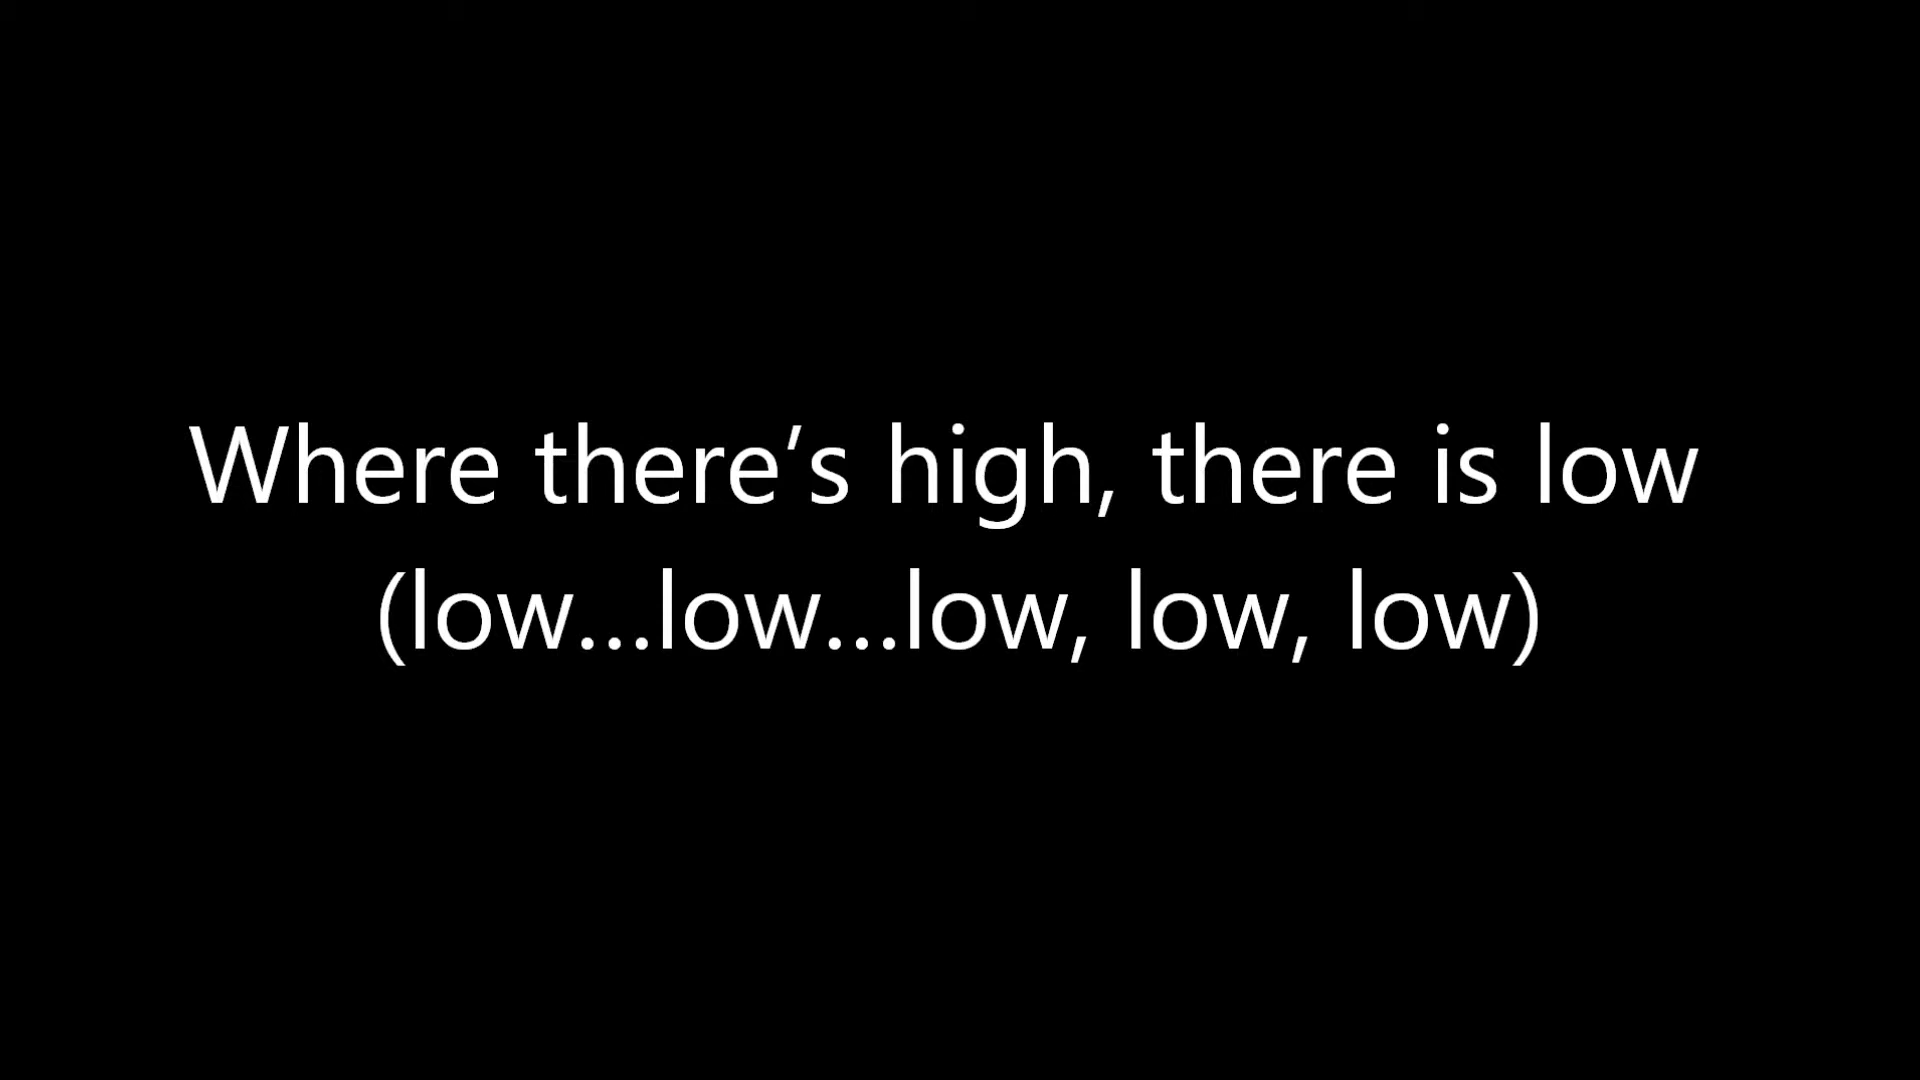 Where there’s high, there is low
(low...low...low, low, low)